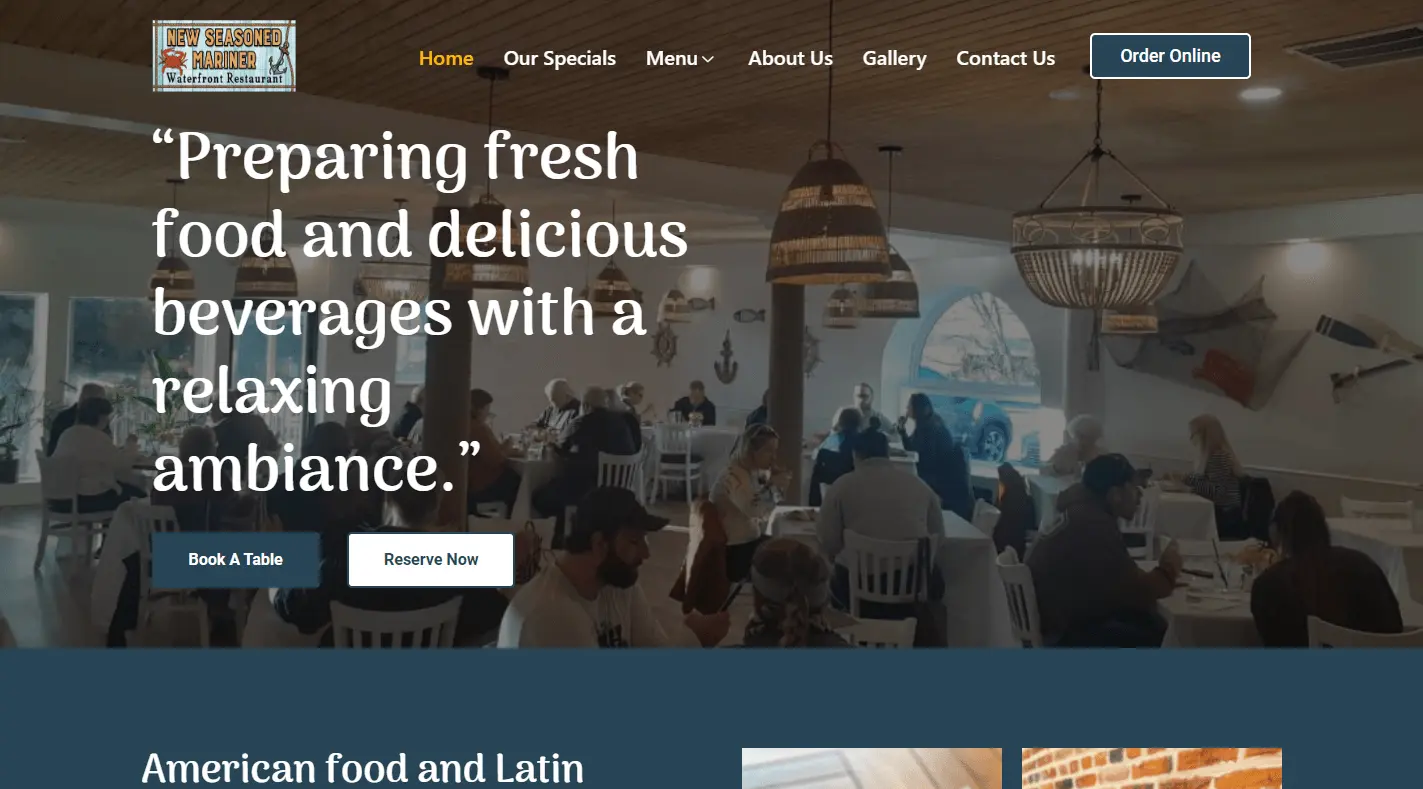 NEW SEASONED
MARINER
Waterfront Restaurant
Home
Our Specials
Menu
About Us
Gallery
Contact Us
Order Online
“Preparing fresh
food and delicious
beverages with a
relaxing
ambiance.”
Book A Table
Reserve Now
American food and Latin